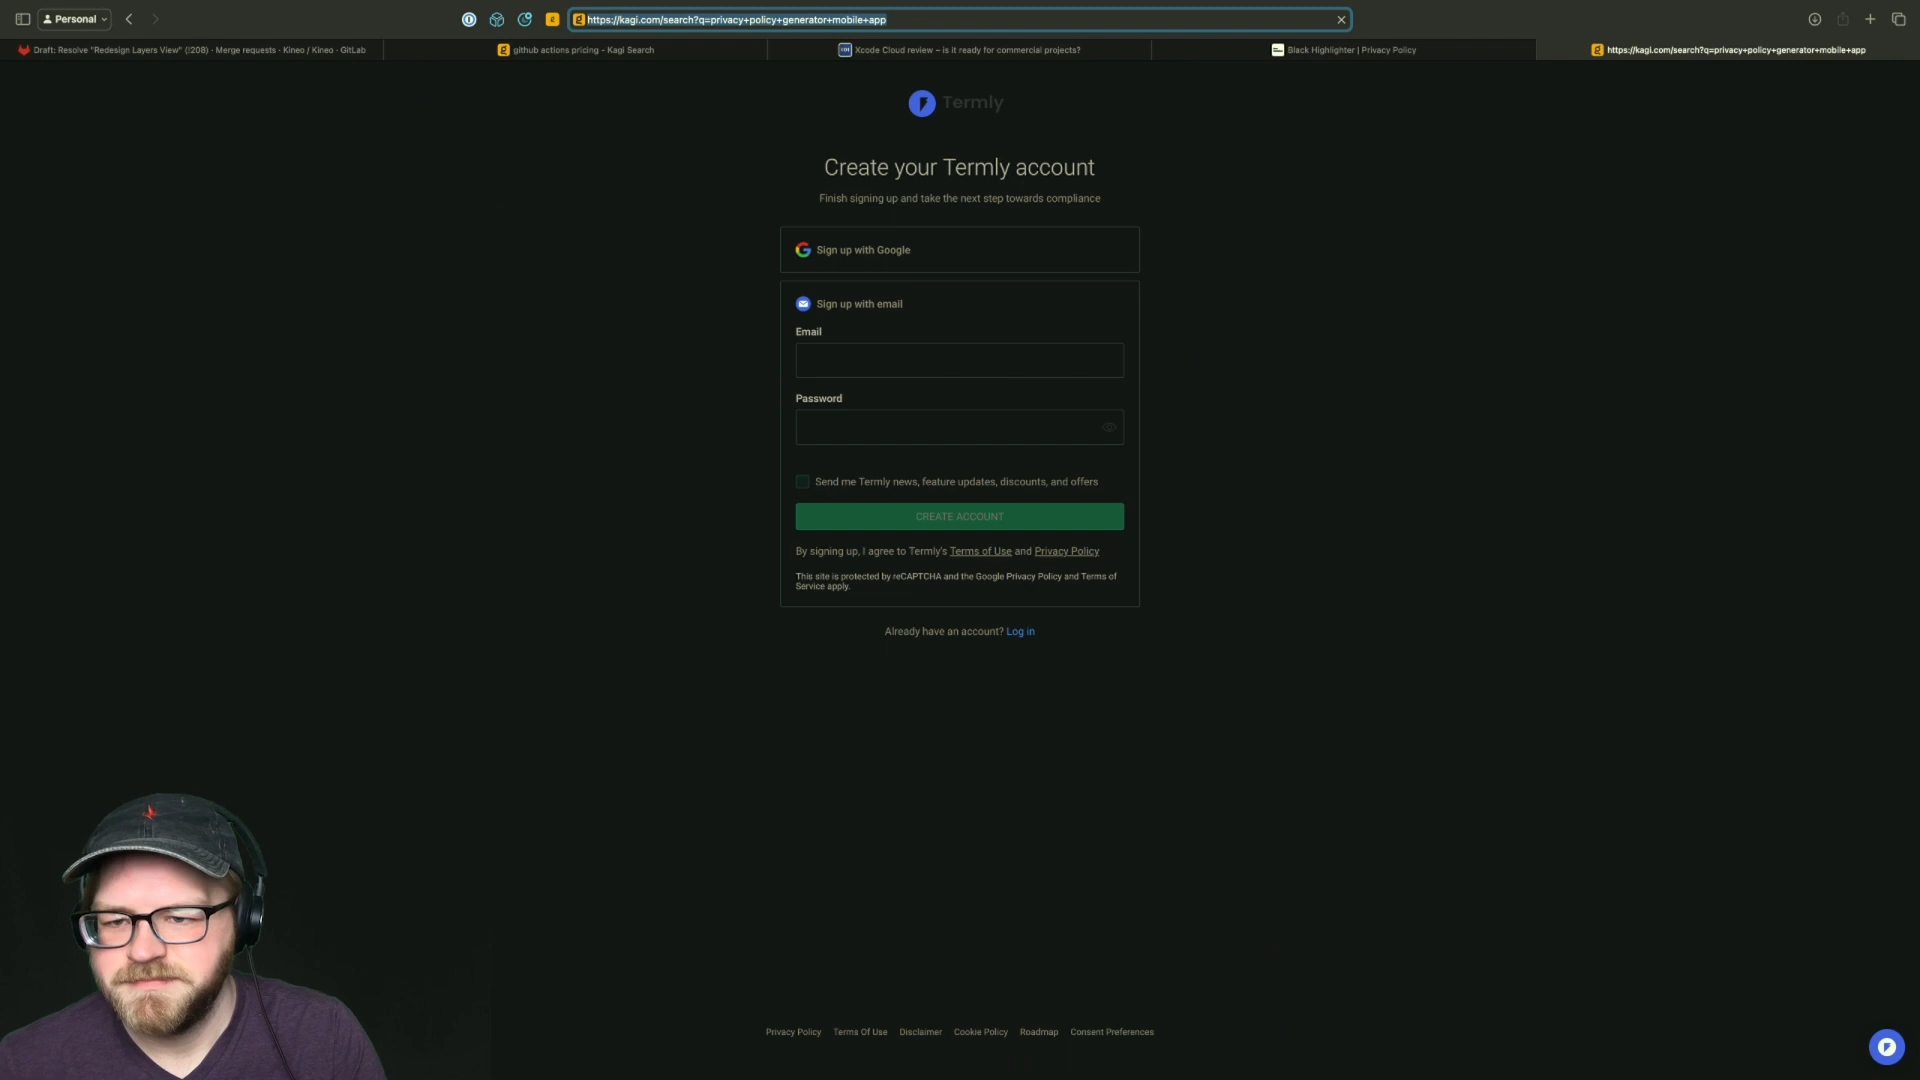 Personal
https://kagi.com/search?q=privacy+policy+generator+mobile+app
Draft: Resolve "Redesign Layers View" (!208) · Merge requests · Kineo / Kineo · GitLab
github actions pricing - Kagi Search
Xcode Cloud review – is it ready for commercial projects?
Black Highlighter | Privacy Policy
https://kagi.com/search?q=privacy+policy+generator+mobile+app
Termly
Create your Termly account
Finish signing up and take the next step towards compliance
Sign up with Google
Sign up with email
Email
Password
Send me Termly news, feature updates, discounts, and offers
CREATE ACCOUNT
By signing up, I agree to Termly's Terms of Use and Privacy Policy
This site is protected by reCAPTCHA and the Google Privacy Policy and Terms of
Service apply.
Already have an account? Log in
Privacy Policy Terms Of Use Disclaimer Cookie Policy Roadmap Consent Preferences